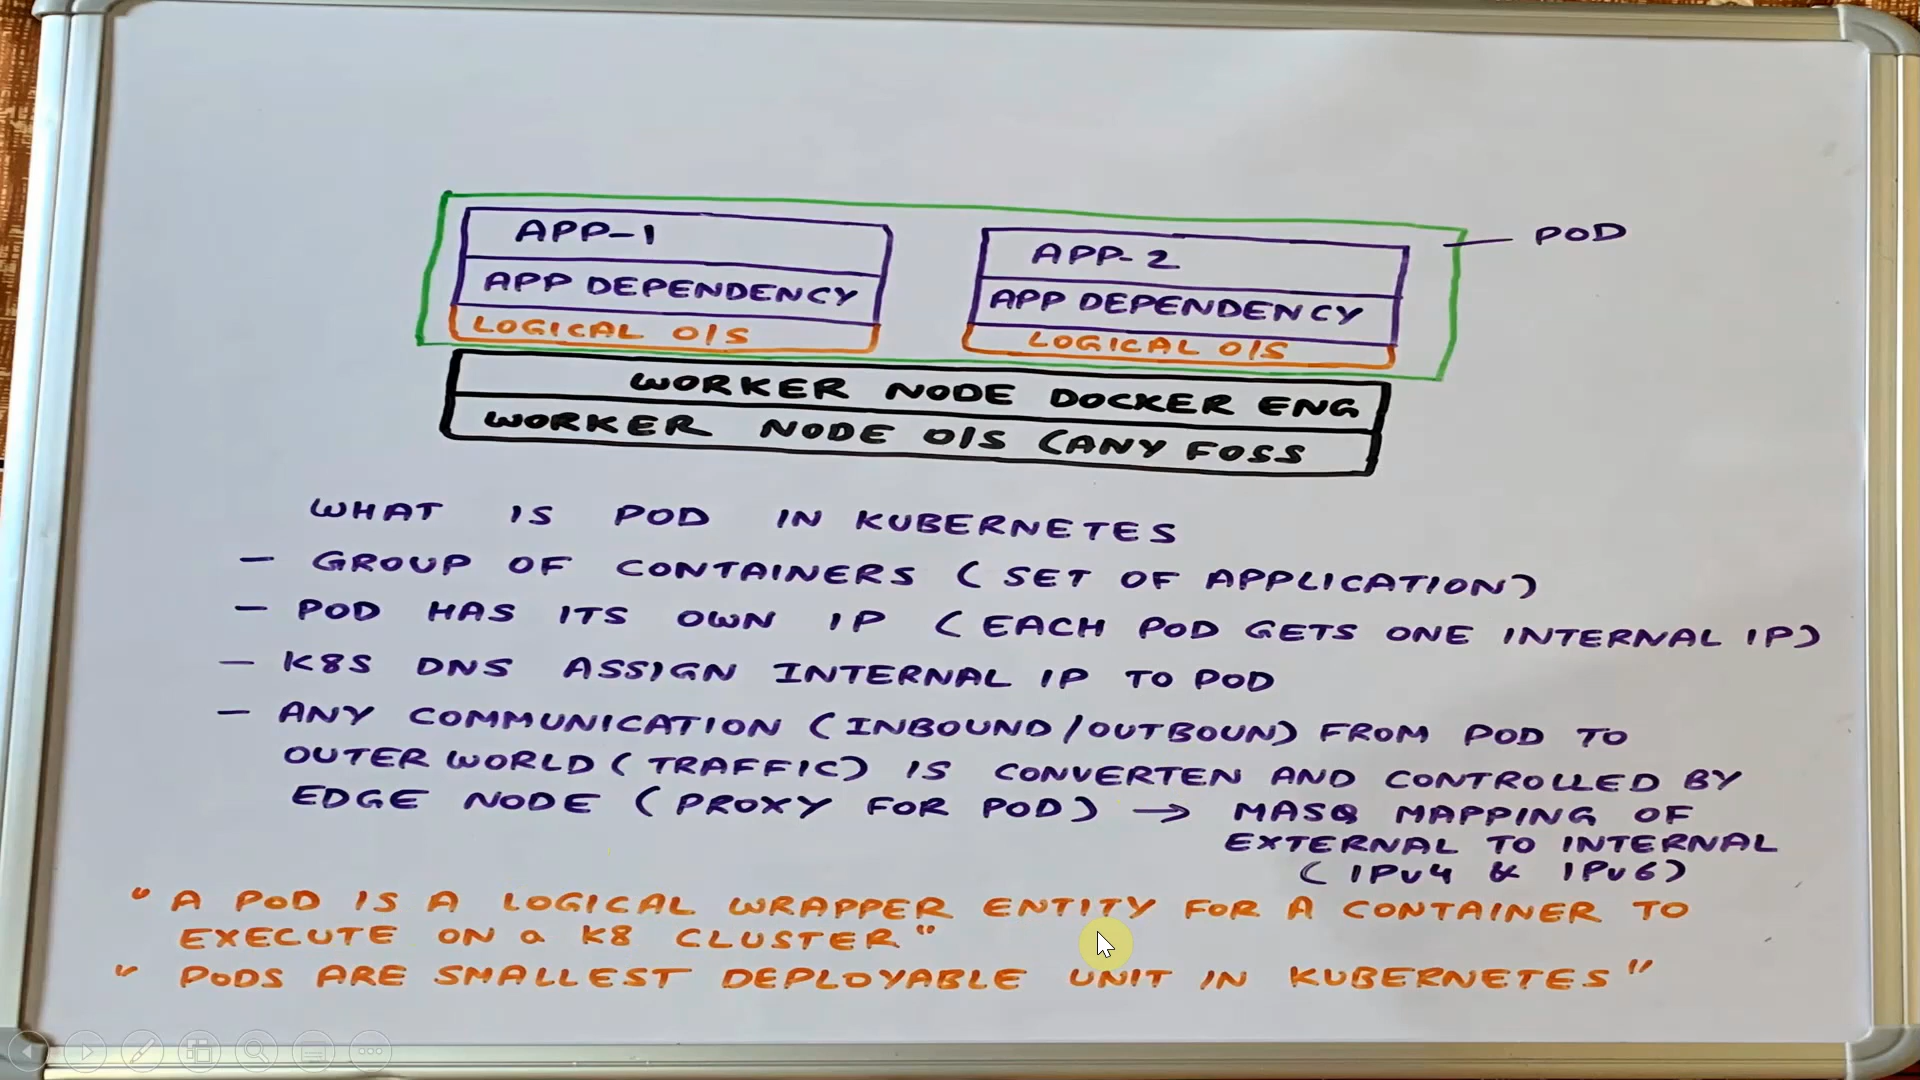 APP-1
APP DEPENDENCY
LOGICAL O/S
APP-2
APP DEPENDENCY
LOGICAL O/S
POD
WORKER NODE DOCKER ENG
WORKER NODE O/S (ANY FOSS
WHAT IS POD IN KUBERNETES
- GROUP OF CONTAINERS (SET OF APPLICATION)
- POD HAS ITS OWN IP (EACH POD GETS ONE INTERNAL IP)
- K8S DNS ASSIGN INTERNAL IP TO POD
- ANY COMMUNICATION (INBOUND/OUTBOUN) FROM POD TO
OUTER WORLD (TRAFFIC) IS CONVERTEN AND CONTROLLED BY
EDGE NODE (PROXY FOR POD) → MASQ MAPPING OF
EXTERNAL TO INTERNAL
(IPv4 & IPv6)
"A POD IS A LOGICAL WRAPPER ENTITY FOR A CONTAINER TO
EXECUTE ON a K8 CLUSTER"
"PODS ARE SMALLEST DEPLOYABLE UNIT IN KUBERNETES"